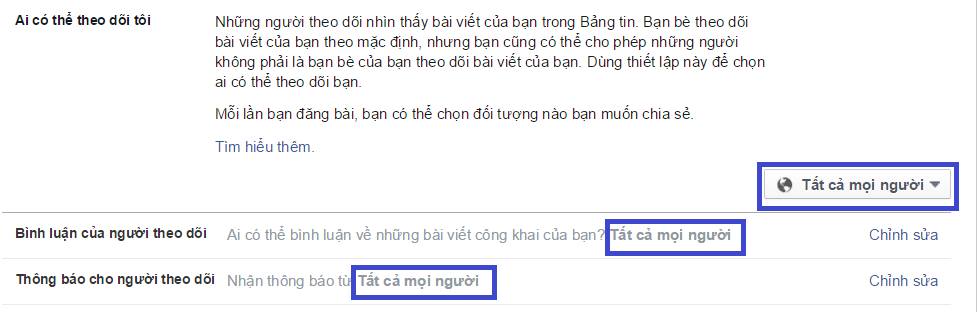 Ai có thể theo dõi tôi
Những người theo dõi nhìn thấy bài viết của bạn trong Bảng tin. Bạn bè theo dõi
bài viết của bạn theo mặc định, nhưng bạn cũng có thể cho phép những người
không phải là bạn bè của bạn theo dõi bài viết của bạn. Dùng thiết lập này để chọn
ai có thể theo dõi bạn.
Mỗi lần bạn đăng bài, bạn có thể chọn đối tượng nào bạn muốn chia sẻ.
Tìm hiểu thêm.
Tất cả mọi người
Bình luận của người theo dõi Ai có thể bình luận về những bài viết công khai của bạn? Tất cả mọi người Chỉnh sửa
Thông báo cho người theo dõi Nhận thông báo từ Tất cả mọi người Chỉnh sửa